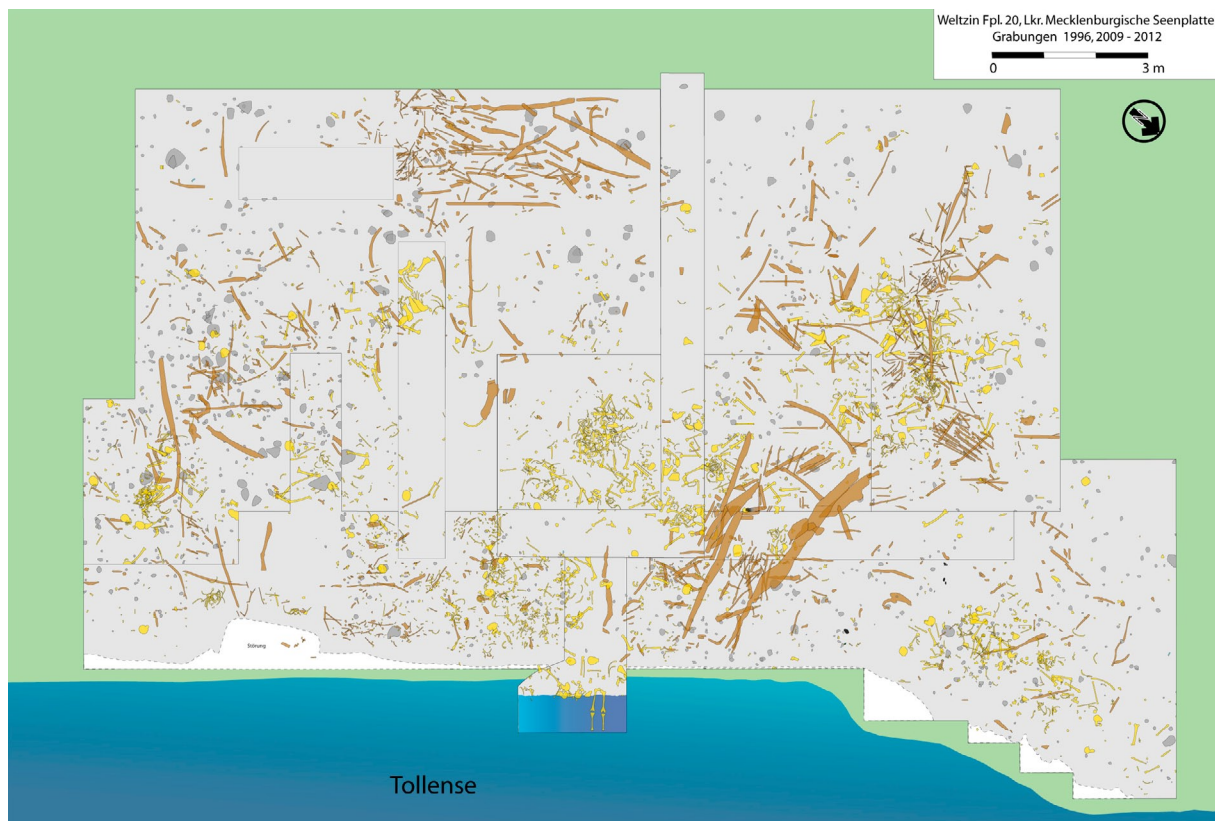 Weltzin Fpl. 20, Lkr. Mecklenburgische Seenplatte
Grabungen 1996, 2009 - 2012
0 3 m
N
Störung
Tollense